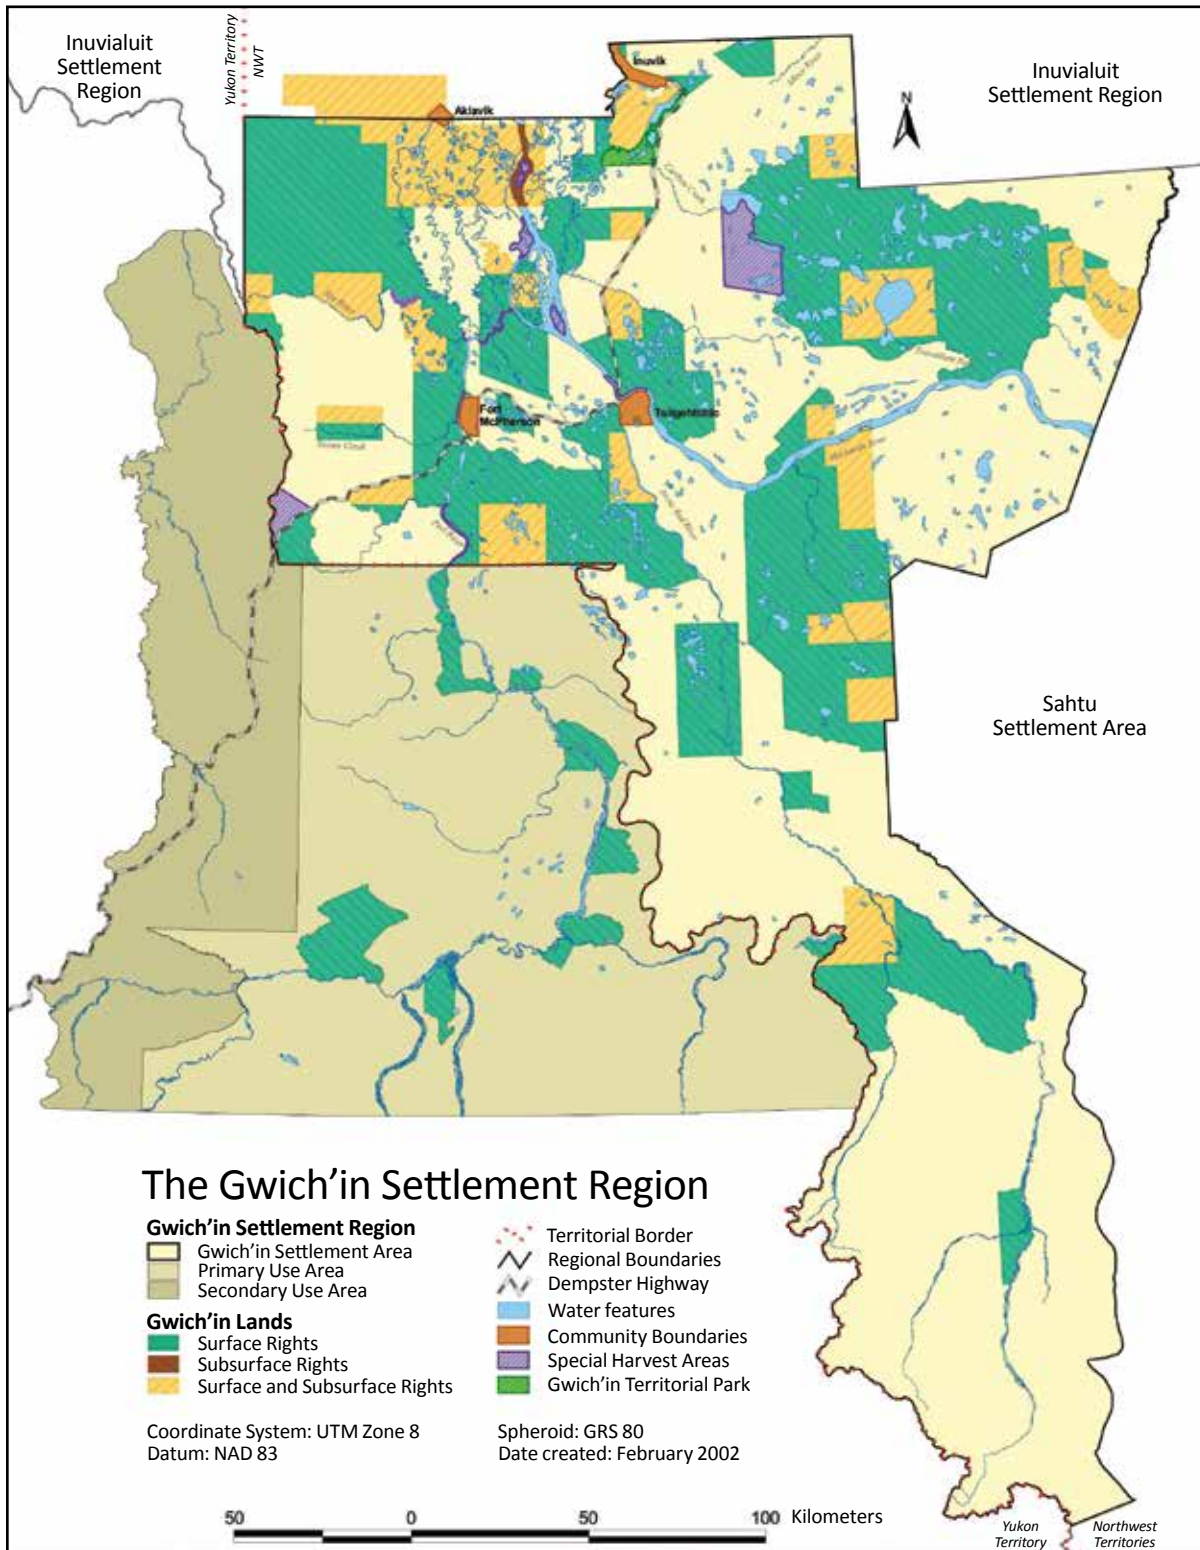 Inuvialuit
Settlement
Region
Yukon Territory
NWT
Inuvik
Inuvialuit
Settlement Region
N
Aklavik
Fort
McPherson
Tsiigehtchic
Sahtu
Settlement Area
The Gwich'in Settlement Region
Gwich'in Settlement Region
Gwich'in Settlement Area
Primary Use Area
Secondary Use Area
Gwich'in Lands
Surface Rights
Subsurface Rights
Surface and Subsurface Rights
Territorial Border
Regional Boundaries
Dempster Highway
Water features
Community Boundaries
Special Harvest Areas
Gwich'in Territorial Park
Coordinate System: UTM Zone 8
Datum: NAD 83
Spheroid: GRS 80
Date created: February 2002
50 0 50 100 Kilometers
Yukon
Territory
Northwest
Territories